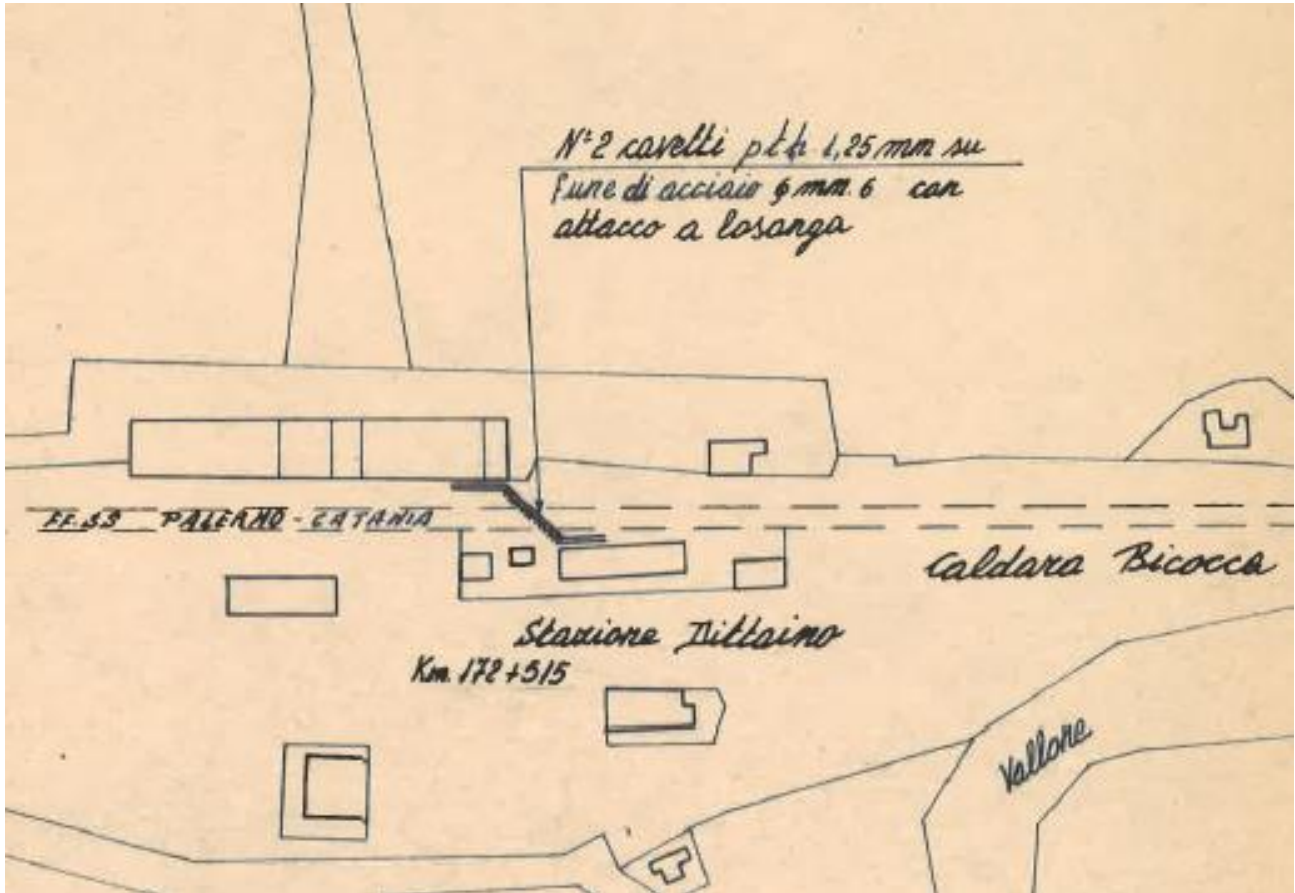 N° 2 cavetti pth 1,25 mm su
fune di acciaio φ mm. 6 con
attacco a losanga
FF.SS PALERMO - CATANIA
Caldara Bicocca
Stazione Dittaino
Km. 172+515
Vallone